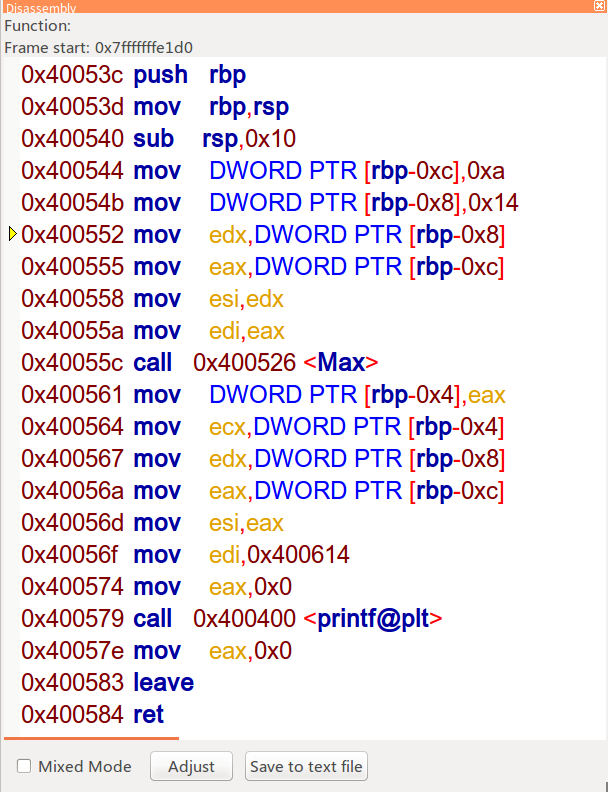 Disassembly
Function:
Frame start: 0x7fffffffe1d0
0x40053c push rbp
0x40053d mov rbp,rsp
0x400540 sub rsp,0x10
0x400544 mov DWORD PTR [rbp-0xc],0xa
0x40054b mov DWORD PTR [rbp-0x8],0x14
0x400552 mov edx,DWORD PTR [rbp-0x8]
0x400555 mov eax,DWORD PTR [rbp-0xc]
0x400558 mov esi,edx
0x40055a mov edi,eax
0x40055c call 0x400526 <Max>
0x400561 mov DWORD PTR [rbp-0x4],eax
0x400564 mov ecx,DWORD PTR [rbp-0x4]
0x400567 mov edx,DWORD PTR [rbp-0x8]
0x40056a mov eax,DWORD PTR [rbp-0xc]
0x40056d mov esi,eax
0x40056f mov edi,0x400614
0x400574 mov eax,0x0
0x400579 call 0x400400 <printf@plt>
0x40057e mov eax,0x0
0x400583 leave
0x400584 ret
Mixed Mode Adjust Save to text file